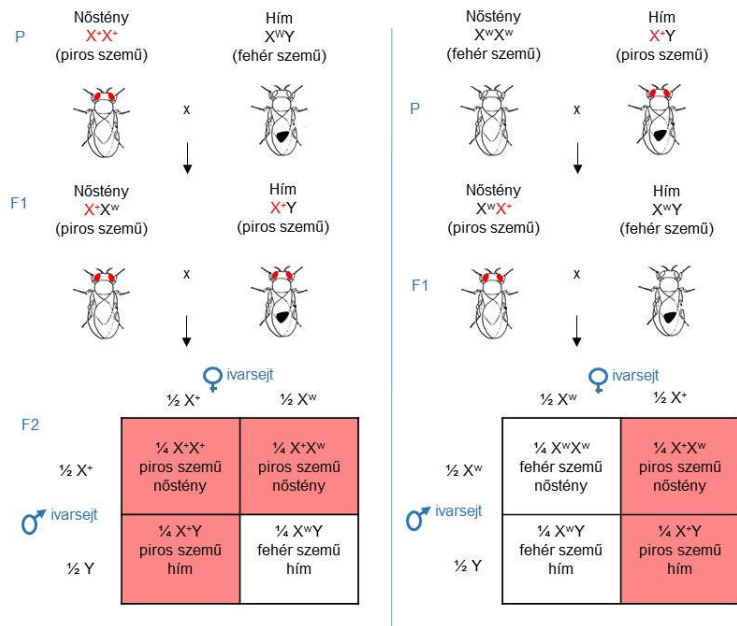 P
Nőstény
X⁺X⁺
(piros szemű)
Hím
XᵂY
(fehér szemű)
x
F1
Nőstény
X⁺Xʷ
(piros szemű)
Hím
X⁺Y
(piros szemű)
x
ivarsejt
½ X⁺
½ Xʷ
F2
½ X⁺
¼ X⁺X⁺
piros szemű
nőstény
¼ X⁺Xʷ
piros szemű
nőstény
ivarsejt
½ Y
¼ X⁺Y
piros szemű
hím
¼ XʷY
fehér szemű
hím
Nőstény
XʷXʷ
(fehér szemű)
Hím
X⁺Y
(piros szemű)
P
x
Nőstény
XʷX⁺
(piros szemű)
Hím
XʷY
(fehér szemű)
F1
x
ivarsejt
½ Xʷ
½ X⁺
½ Xʷ
¼ XʷXʷ
fehér szemű
nőstény
¼ X⁺Xʷ
piros szemű
nőstény
ivarsejt
½ Y
¼ XʷY
fehér szemű
hím
¼ X⁺Y
piros szemű
hím